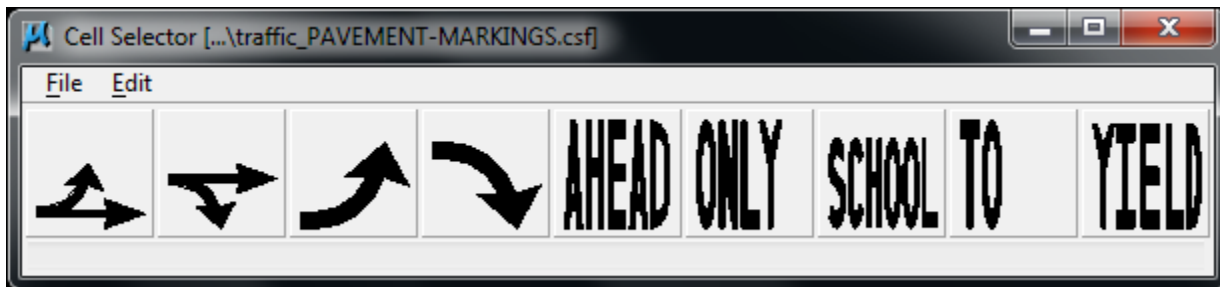 Cell Selector [...\traffic_PAVEMENT-MARKINGS.csf]
File Edit
AHEAD ONLY SCHOOL TO YIELD